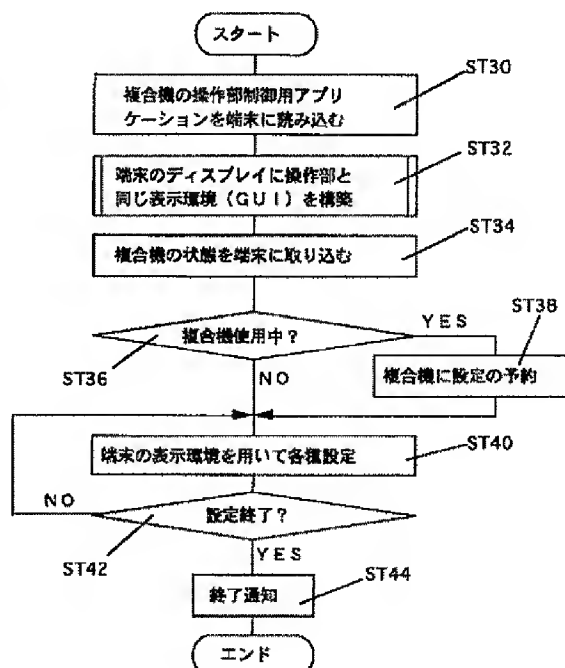 スタート
ST30
複合機の操作部制御用アプリ
ケーションを端末に読み込む
ST32
端末のディスプレイに操作部と
同じ表示環境（ＧＵＩ）を構築
ST34
複合機の状態を端末に取り込む
複合機使用中？
YES
ST38
ST36
NO
複合機に設定の予約
端末の表示環境を用いて各種設定
ST40
NO
設定終了？
ST42
YES
ST44
終了通知
エンド